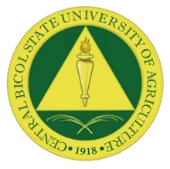 CENTRAL BICOL STATE UNIVERSITY OF AGRICULTURE
• 1918 •